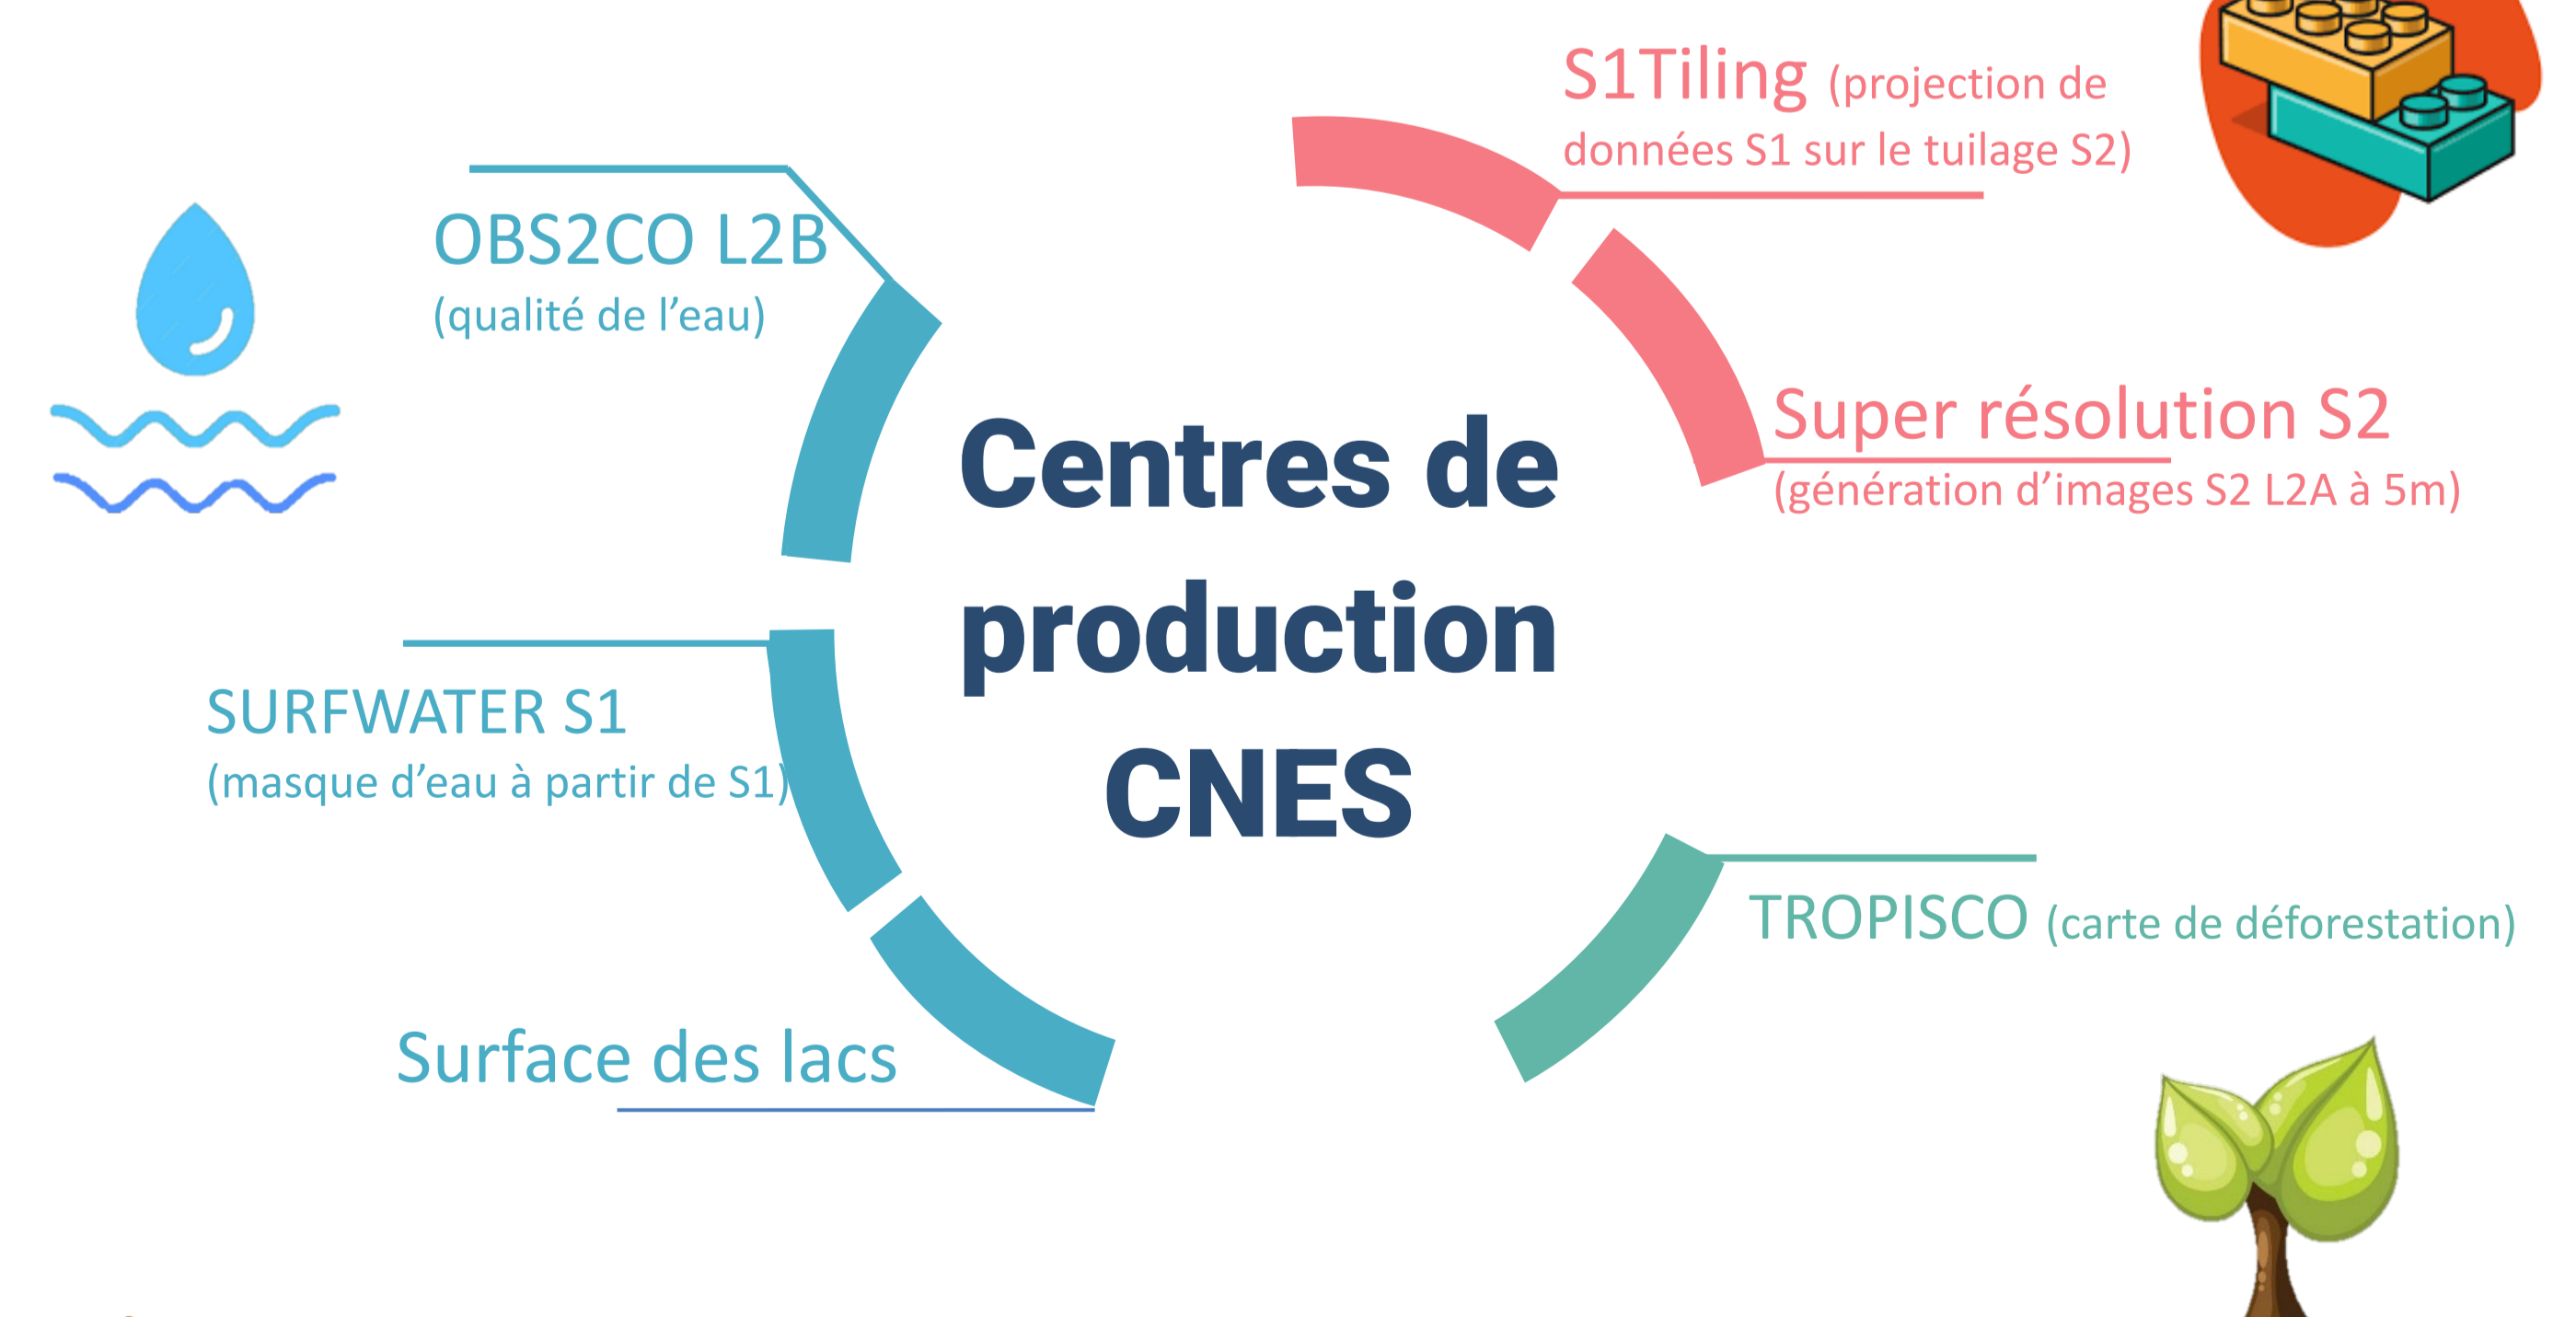 S1Tiling (projection de
données S1 sur le tuilage S2)
OBS2CO L2B
(qualité de l’eau)
Super résolution S2
(génération d’images S2 L2A à 5m)
Centres de
production
CNES
SURFWATER S1
(masque d’eau à partir de S1)
TROPISCO (carte de déforestation)
Surface des lacs